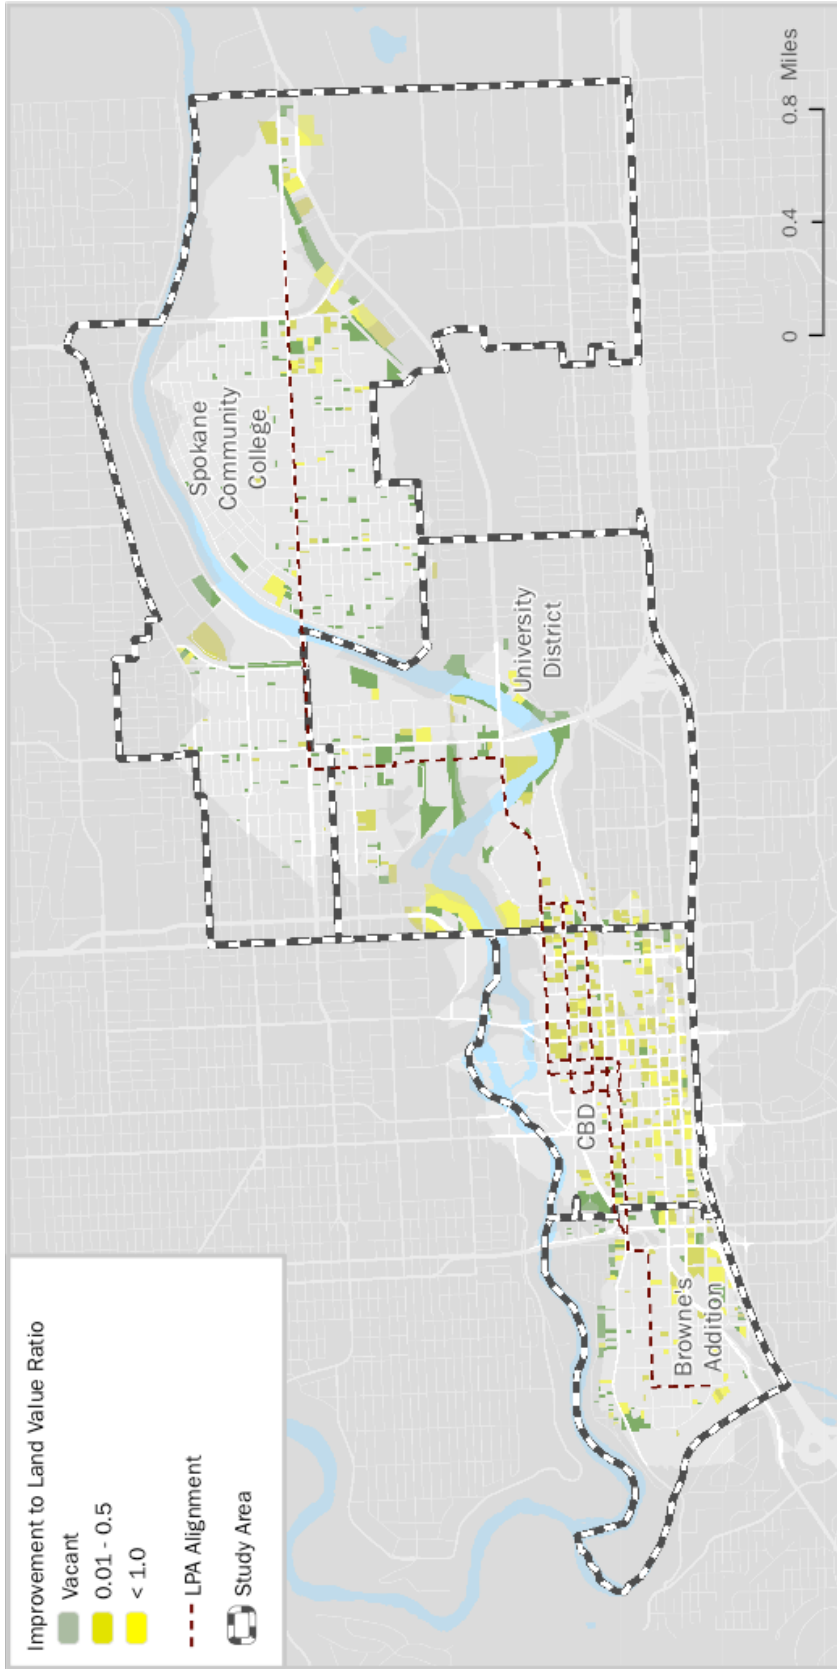 Improvement to Land Value Ratio
Vacant
0.01 - 0.5
< 1.0
LPA Alignment
Study Area
Spokane
Community
College
University
District
CBD
Browne's
Addition
0 0.4 0.8 Miles